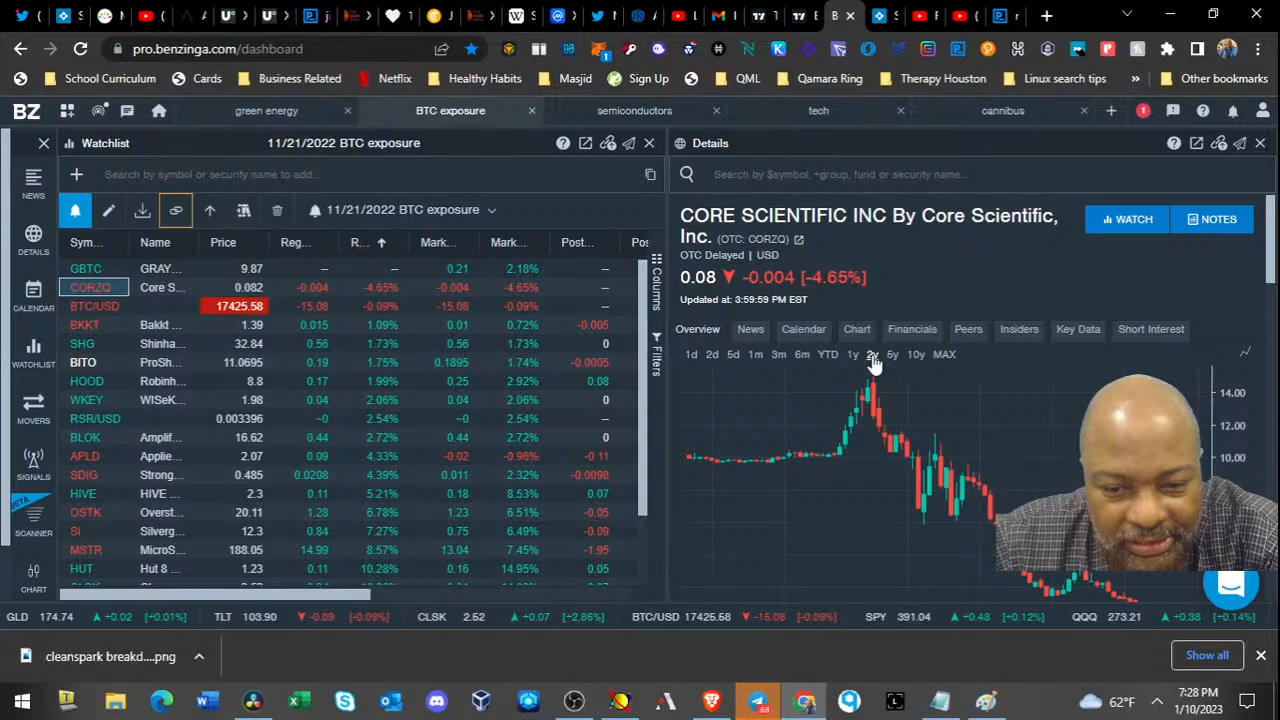 pro.benzinga.com/dashboard
School Curriculum Cards Business Related Netflix Healthy Habits Masjid Sign Up QML Qamara Ring Therapy Houston Linux search tips » Other bookmarks
BZ green energy BTC exposure semiconductors tech cannibus 1
Watchlist 11/21/2022 BTC exposure
Search by symbol or security name to add...
11/21/2022 BTC exposure
Sym... Name Price Reg... R... Mark... Mark... Post... Pos
GBTC GRAY... 9.87 -- -- 0.21 2.18% --
CORZQ Core S... 0.082 -0.004 -4.65% -0.004 -4.65% --
BTC/USD 17425.58 -15.08 -0.09% -15.08 -0.09% --
BKKT Bakkt ... 1.39 0.015 1.09% 0.01 0.72% -0.005
SHG Shinha... 32.84 0.56 1.73% 0.56 1.73% 0
BITO ProSh... 11.0695 0.19 1.75% 0.1895 1.74% -0.0005
HOOD Robinh... 8.8 0.17 1.99% 0.25 2.92% 0.08
WKEY WISeK... 1.98 0.04 2.06% 0.04 2.06% 0
RSR/USD 0.003396 ~0 2.54% ~0 2.54% --
BLOK Amplif... 16.62 0.44 2.72% 0.44 2.72% 0
APLD Applie... 2.07 0.09 4.33% -0.02 -0.96% -0.11
SDIG Strong... 0.485 0.0208 4.39% 0.011 2.32% -0.0098
HIVE HIVE ... 2.3 0.11 5.21% 0.18 8.53% 0.07
OSTK Overst... 20.11 1.28 6.78% 1.23 6.51% -0.05
SI Silverg... 12.3 0.84 7.27% 0.75 6.49% -0.09
MSTR MicroS... 188.05 14.99 8.57% 13.04 7.45% -1.95
HUT Hut 8 ... 1.23 0.11 10.28% 0.16 14.95% 0.05
Columns
Filters
NEWS
DETAILS
CALENDAR
WATCHLIST
MOVERS
SIGNALS
BETA
SCANNER
CHART
Details
Search by $symbol, ÷group, fund or security name...
CORE SCIENTIFIC INC By Core Scientific,
Inc. (OTC: CORZQ)
WATCH NOTES
OTC Delayed | USD
0.08 -0.004 [-4.65%]
Updated at: 3:59:59 PM EST
Overview News Calendar Chart Financials Peers Insiders Key Data Short Interest
1d 2d 5d 1m 3m 6m YTD 1y 2y 5y 10y MAX
14.00
12.00
10.00
GLD 174.74 +0.02 [+0.01%] TLT 103.90 -0.09 [-0.09%] CLSK 2.52 +0.07 [+2.86%] BTC/USD 17425.58 -15.08 [-0.09%] SPY 391.04 +0.48 [+0.12%] QQQ 273.21 +0.38 [+0.14%]
cleanspark breakd....png Show all
62°F 7:28 PM
1/10/2023